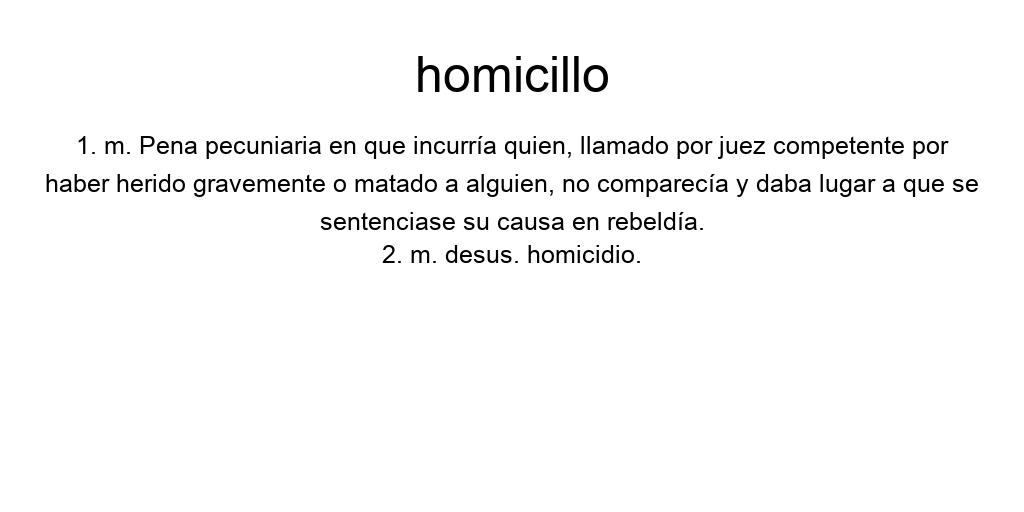 homicillo
1. m. Pena pecuniaria en que incurría quien, llamado por juez competente por
haber herido gravemente o matado a alguien, no comparecía y daba lugar a que se
sentenciase su causa en rebeldía.
2. m. desus. homicidio.